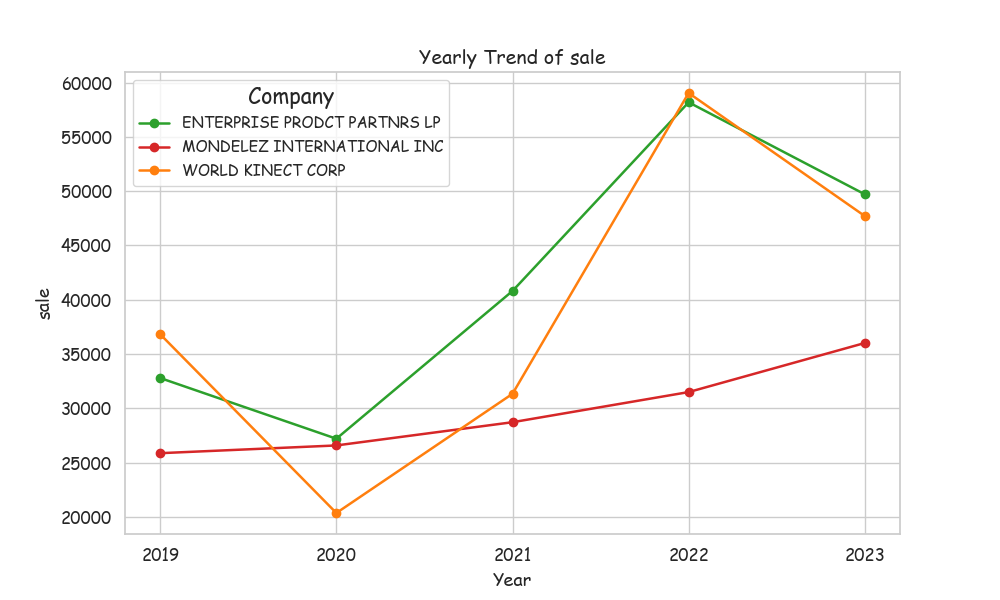 Yearly Trend of sale
Company
ENTERPRISE PRODCT PARTNRS LP
MONDELEZ INTERNATIONAL INC
WORLD KINECT CORP
60000
55000
50000
45000
40000
35000
30000
25000
20000
sale
2019 2020 2021 2022 2023
Year